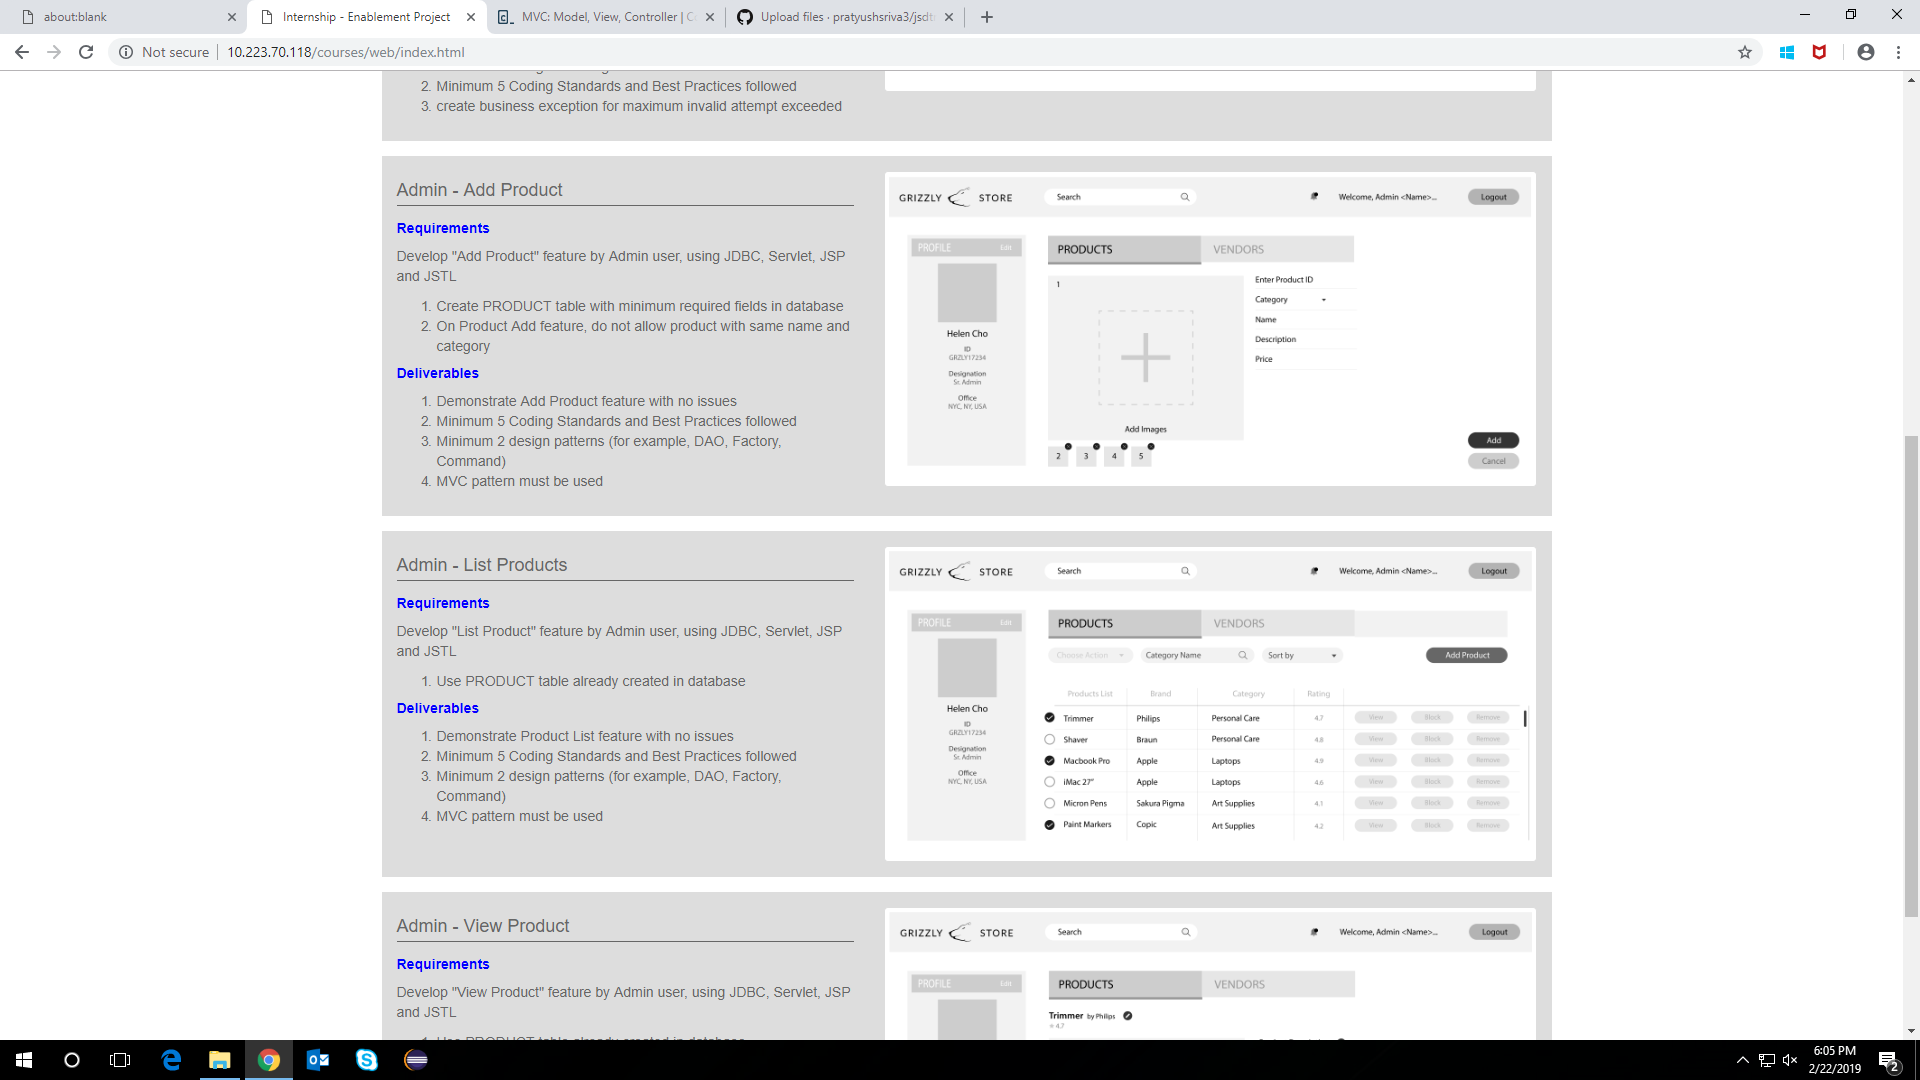 about:blank
Internship - Enablement Project
MVC: Model, View, Controller | C
Upload files · pratyushsriva3/jsdt
Not secure
10.223.70.118/courses/web/index.html
2. Minimum 5 Coding Standards and Best Practices followed
3. create business exception for maximum invalid attempt exceeded
Admin - Add Product
Requirements
Develop "Add Product" feature by Admin user, using JDBC, Servlet, JSP
and JSTL
1. Create PRODUCT table with minimum required fields in database
2. On Product Add feature, do not allow product with same name and
category
Deliverables
1. Demonstrate Add Product feature with no issues
2. Minimum 5 Coding Standards and Best Practices followed
3. Minimum 2 design patterns (for example, DAO, Factory,
Command)
4. MVC pattern must be used
GRIZZLY STORE
Search
Welcome, Admin <Name>...
Logout
PROFILE
Edit
Helen Cho
ID
GRZLY17234
Designation
Sr. Admin
Office
NYC, NY, USA
PRODUCTS
VENDORS
1
Add Images
2 3 4 5
Enter Product ID
Category
Name
Description
Price
Add
Cancel
Admin - List Products
Requirements
Develop "List Product" feature by Admin user, using JDBC, Servlet, JSP
and JSTL
1. Use PRODUCT table already created in database
Deliverables
1. Demonstrate Product List feature with no issues
2. Minimum 5 Coding Standards and Best Practices followed
3. Minimum 2 design patterns (for example, DAO, Factory,
Command)
4. MVC pattern must be used
GRIZZLY STORE
Search
Welcome, Admin <Name>...
Logout
PROFILE
Edit
Helen Cho
ID
GRZLY17234
Designation
Sr. Admin
Office
NYC, NY, USA
PRODUCTS
VENDORS
Choose Action
Category Name
Sort by
Add Product
Products List Brand Category Rating
Trimmer Philips Personal Care 4.7 View Block Remove
Shaver Braun Personal Care 4.8 View Block Remove
Macbook Pro Apple Laptops 4.9 View Block Remove
iMac 27" Apple Laptops 4.6 View Block Remove
Micron Pens Sakura Pigma Art Supplies 4.1 View Block Remove
Paint Markers Copic Art Supplies 4.2 View Block Remove
Admin - View Product
Requirements
Develop "View Product" feature by Admin user, using JDBC, Servlet, JSP
and JSTL
1. Use PRODUCT table already created in database
GRIZZLY STORE
Search
Welcome, Admin <Name>...
Logout
PROFILE
Edit
PRODUCTS
VENDORS
Trimmer by Philips
4.7
6:05 PM
2/22/2019
2